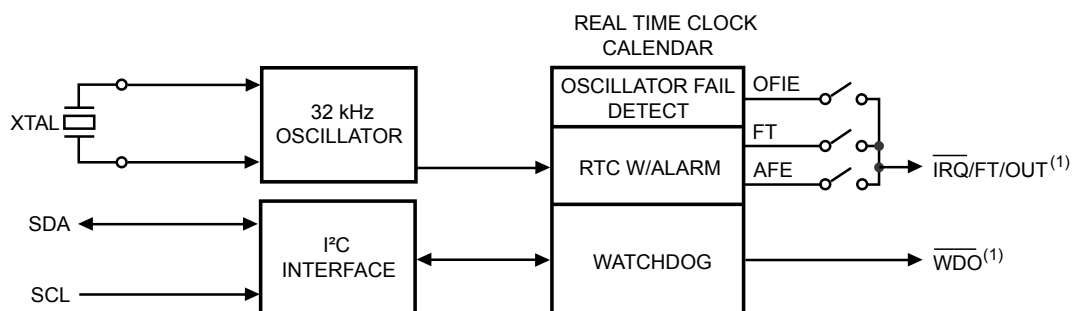 REAL TIME CLOCK
CALENDAR
XTAL
32 kHz
OSCILLATOR
OSCILLATOR FAIL
DETECT
OFIE
FT
RTC W/ALARM
AFE
IRQ/FT/OUT(1)
SDA
I²C
INTERFACE
SCL
WATCHDOG
WDO(1)